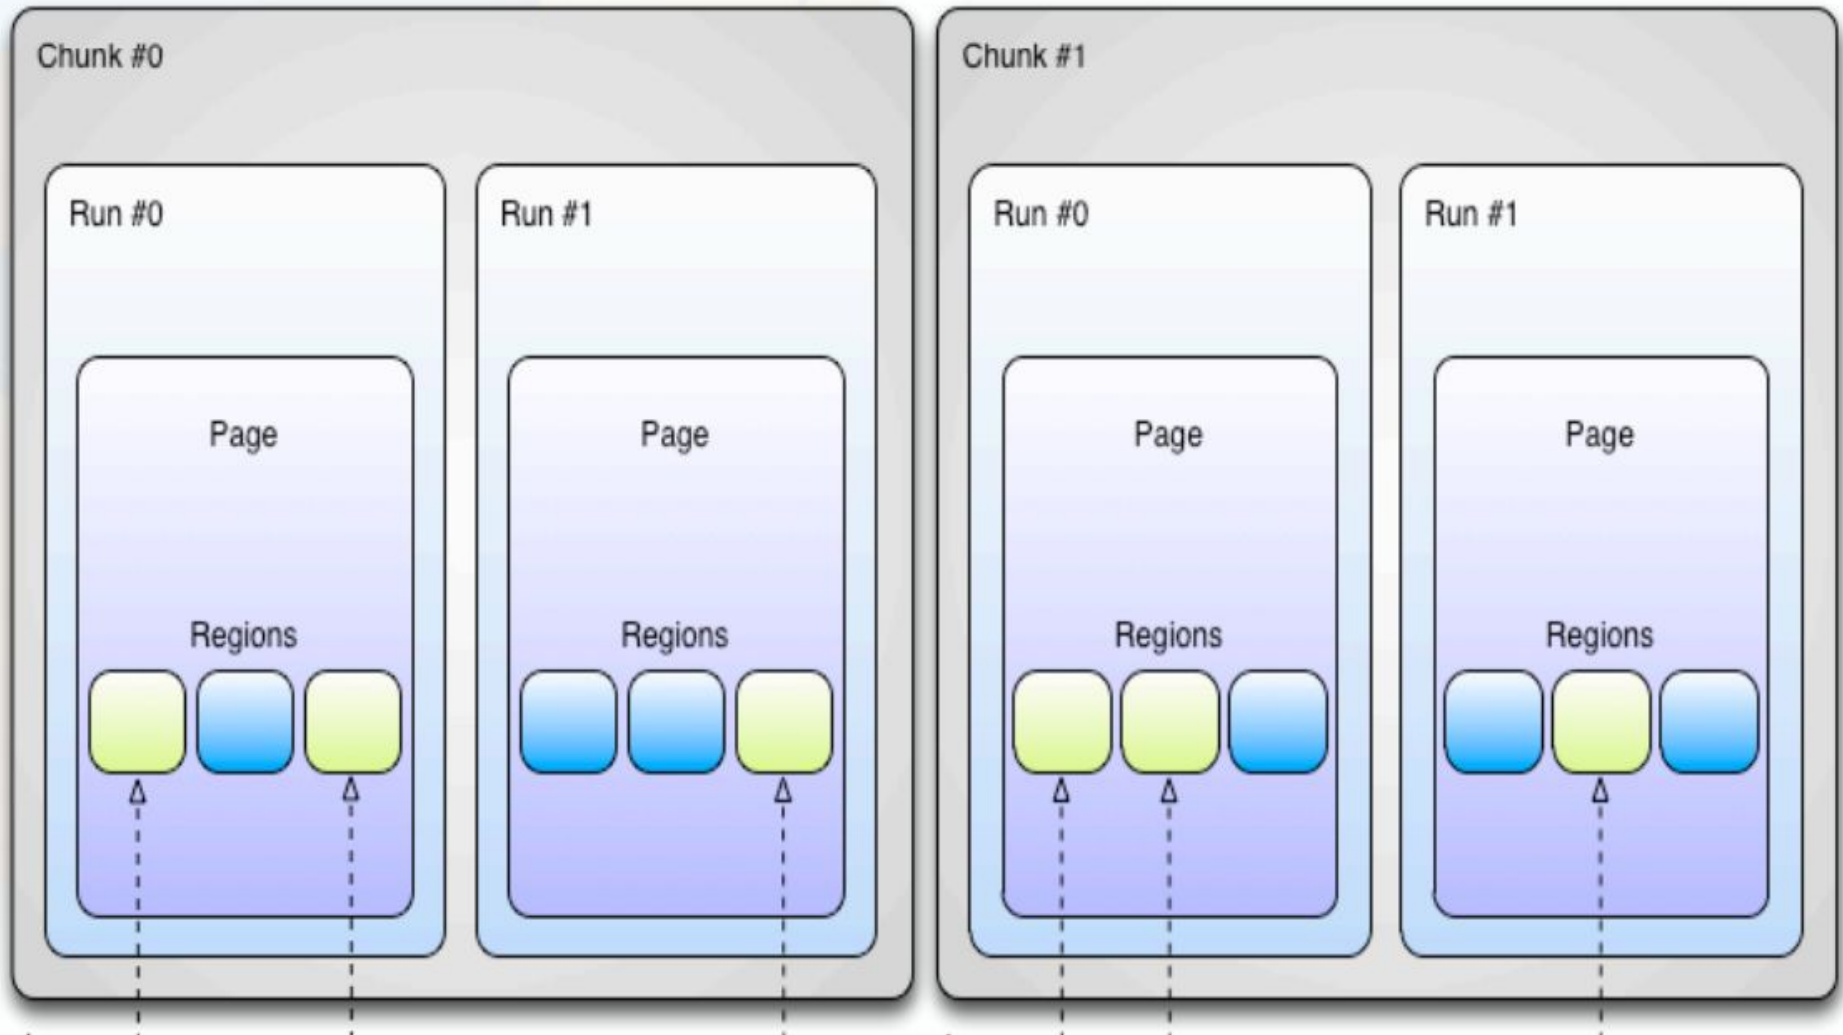 Chunk #0
Run #0
Page
Regions
Run #1
Page
Regions
Chunk #1
Run #0
Page
Regions
Run #1
Page
Regions